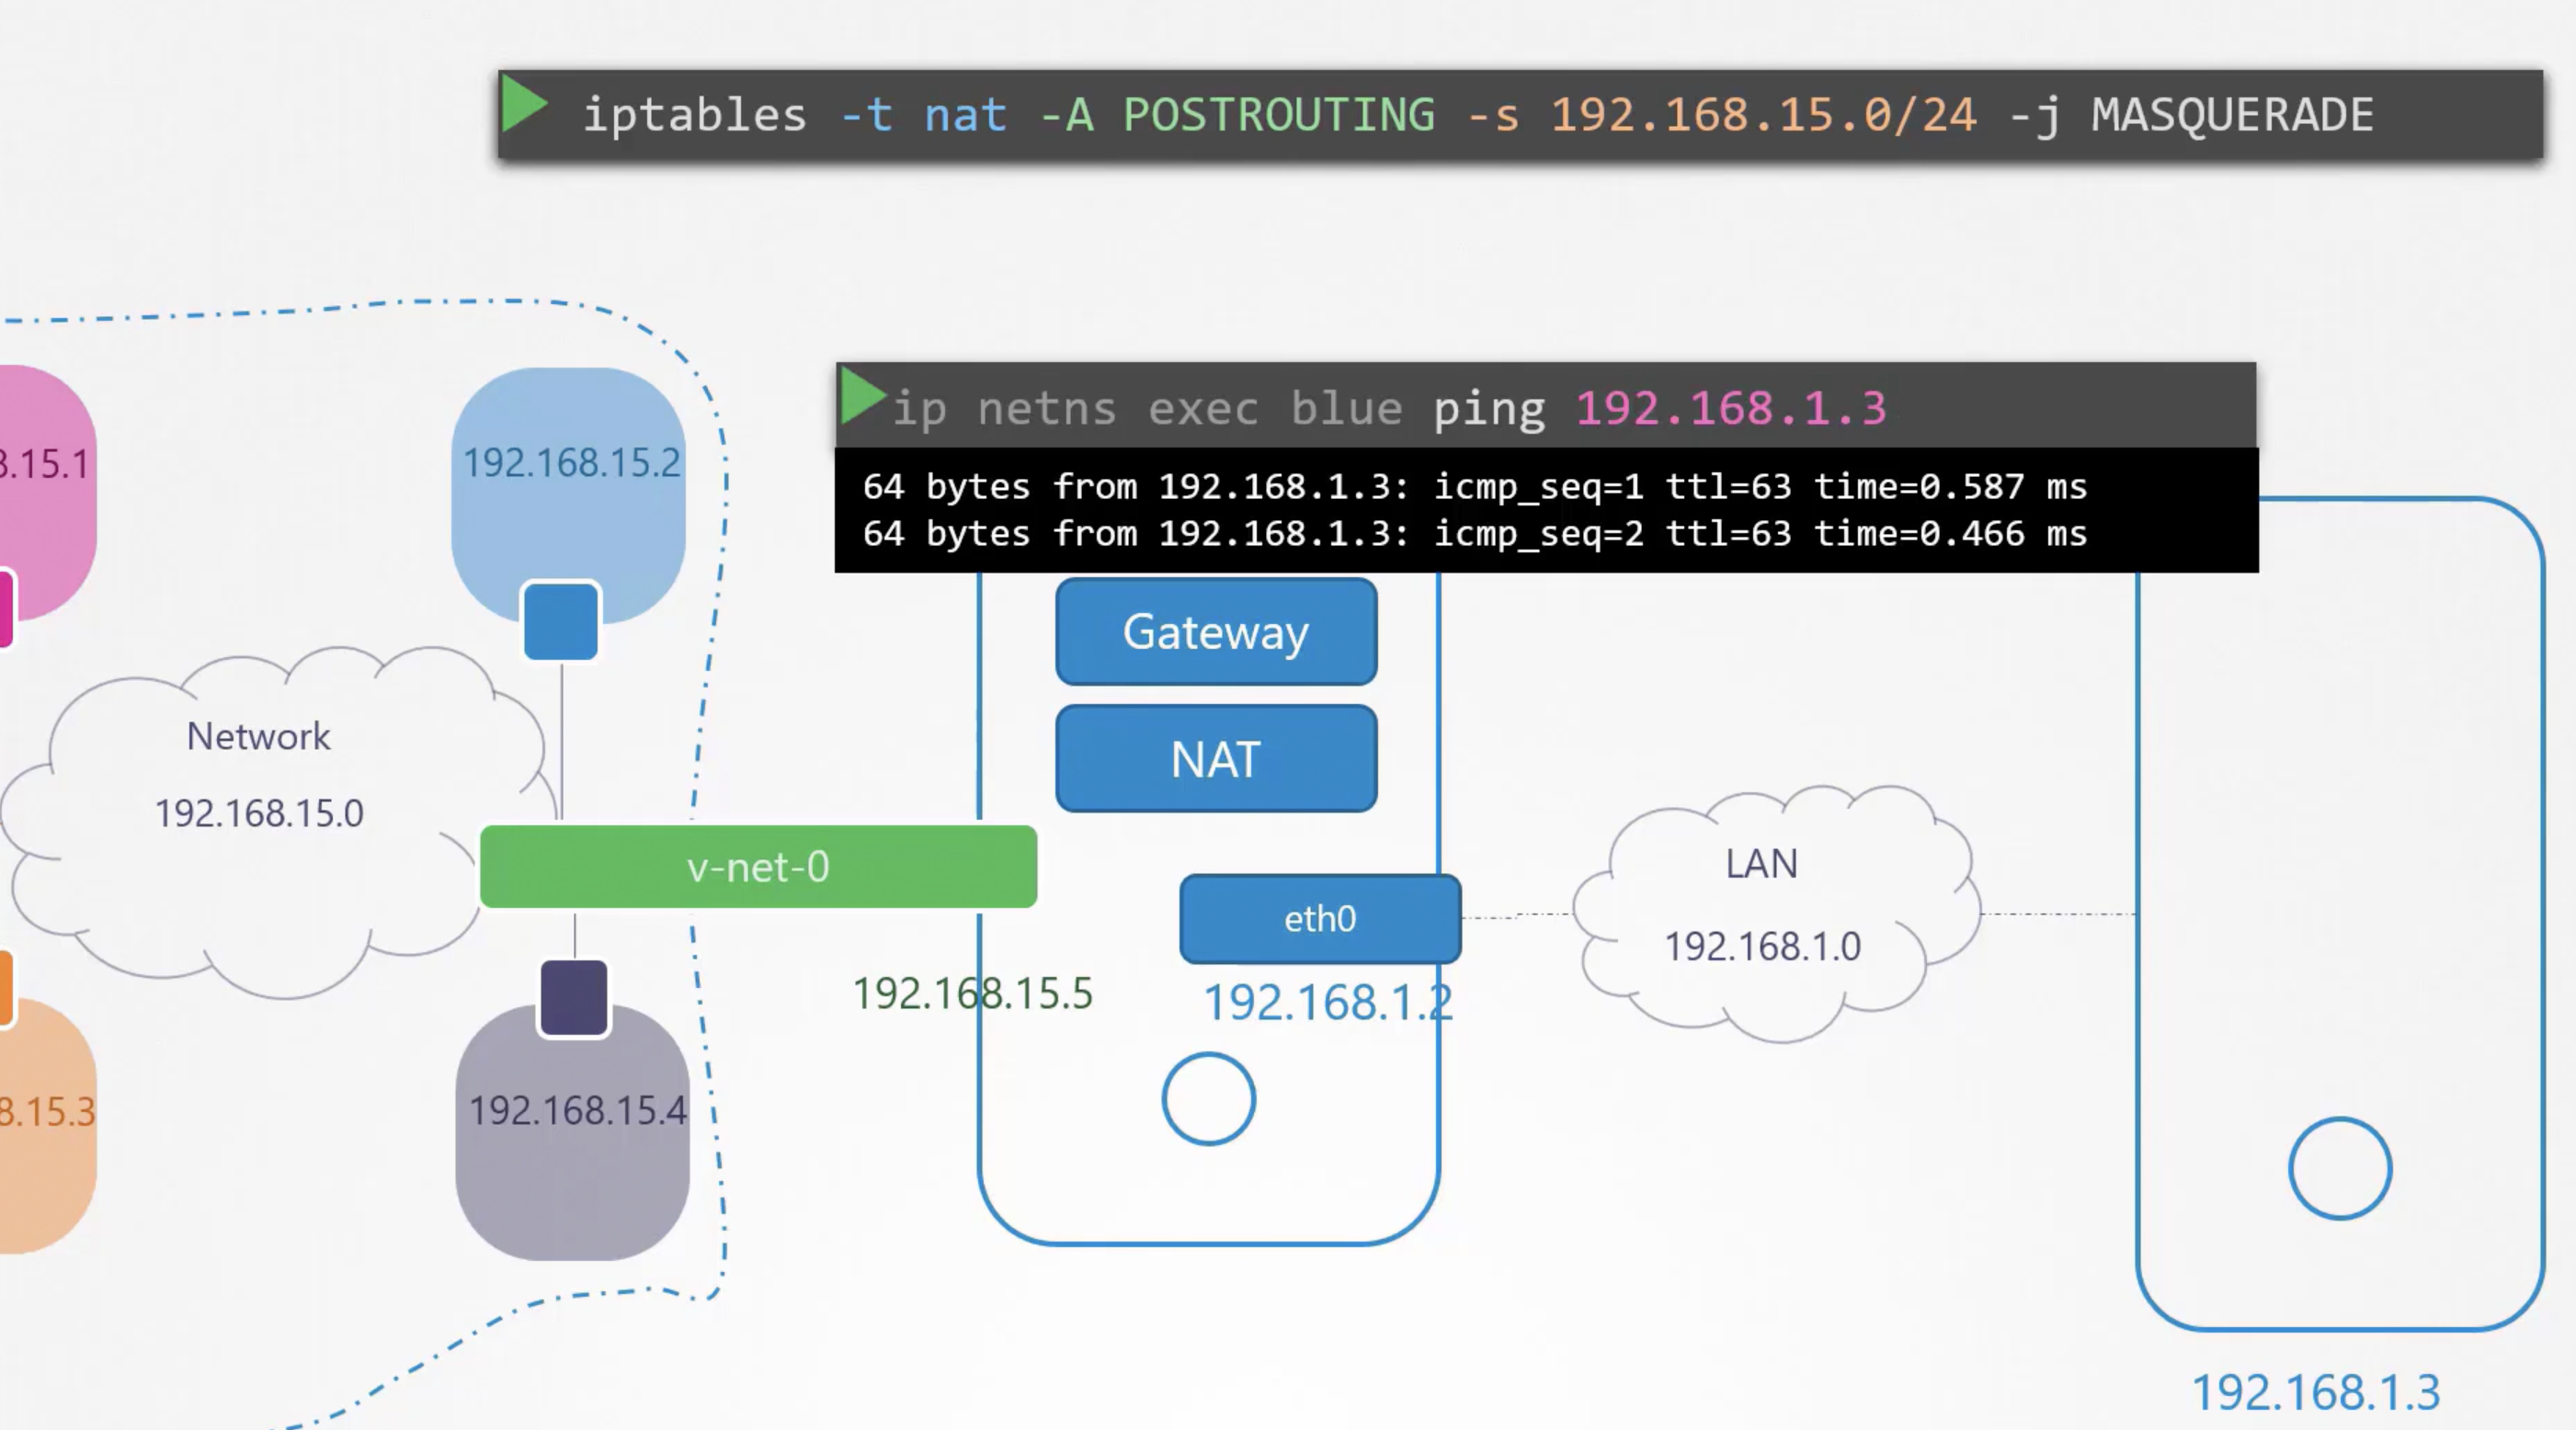 iptables -t nat -A POSTROUTING -s 192.168.15.0/24 -j MASQUERADE
ip netns exec blue ping 192.168.1.3
64 bytes from 192.168.1.3: icmp_seq=1 ttl=63 time=0.587 ms
64 bytes from 192.168.1.3: icmp_seq=2 ttl=63 time=0.466 ms
8.15.1
192.168.15.2
Gateway
NAT
Network
192.168.15.0
v-net-0
eth0
LAN
192.168.1.0
192.168.15.5
192.168.1.2
8.15.3
192.168.15.4
192.168.1.3